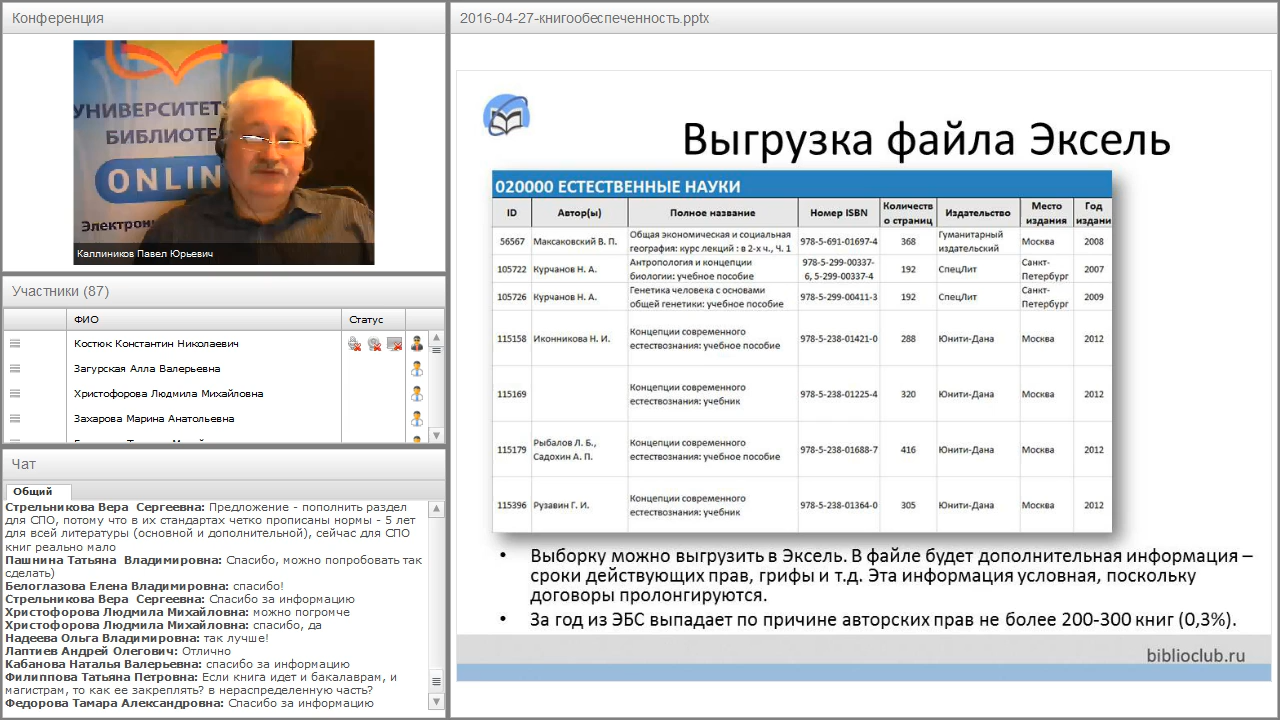 Конференция
УНИВЕРСИТЕТ
БИБЛИОТЕ
ONLIN
Электрон
Каллиников Павел Юрьевич
Участники (87)
ФИО Статус
Костюк Константин Николаевич
Загурская Алла Валерьевна
Христофорова Людмила Михайловна
Захарова Марина Анатольевна
Чат
Общий
Стрельникова Вера Сергеевна: Предложение - пополнить раздел
для СПО, потому что в их стандартах четко прописаны нормы - 5 лет
для всей литературы (основной и дополнительной), сейчас для СПО
книг реально мало
Пашнина Татьяна Владимировна: Спасибо, можно попробовать так
сделать)
Белоглазова Елена Владимировна: спасибо!
Стрельникова Вера Сергеевна: Спасибо за информацию
Христофорова Людмила Михайловна: можно погромче
Христофорова Людмила Михайловна: спасибо, да
Надеева Ольга Владимировна: так лучше!
Лаптиев Андрей Олегович: Отлично
Кабанова Наталья Валерьевна: спасибо за информацию
Филиппова Татьяна Петровна: Если книга идет и бакалаврам, и
магистрам, то как ее закреплять? в нераспределенную часть?
Федорова Тамара Александровна: Спасибо за информацию
2016-04-27-книгообеспеченность.pptx
Выгрузка файла Эксель
020000 ЕСТЕСТВЕННЫЕ НАУКИ
ID Автор(ы) Полное название Номер ISBN Количеств о страниц Издательство Место издания Год издани
56567 Максаковский В. П. Общая экономическая и социальная география: курс лекций : в 2-х ч., Ч. 1 978-5-691-01697-4 368 Гуманитарный издательский Москва 2008
105722 Курчанов Н. А. Антропология и концепции биологии: учебное пособие 978-5-299-00337-6, 5-299-00337-4 192 СпецЛит Санкт-Петербург 2007
105726 Курчанов Н. А. Генетика человека с основами общей генетики: учебное пособие 978-5-299-00411-3 192 СпецЛит Санкт-Петербург 2009
115158 Иконникова Н. И. Концепции современного естествознания: учебное пособие 978-5-238-01421-0 288 Юнити-Дана Москва 2012
115169 Концепции современного естествознания: учебник 978-5-238-01225-4 320 Юнити-Дана Москва 2012
115179 Рыбалов Л. Б., Садохин А. П. Концепции современного естествознания: учебное пособие 978-5-238-01688-7 416 Юнити-Дана Москва 2012
115396 Рузавин Г. И. Концепции современного естествознания: учебник 978-5-238-01364-0 305 Юнити-Дана Москва 2012
• Выборку можно выгрузить в Эксель. В файле будет дополнительная информация –
сроки действующих прав, грифы и т.д. Эта информация условная, поскольку
договоры пролонгируются.
• За год из ЭБС выпадает по причине авторских прав не более 200-300 книг (0,3%).
biblioclub.ru